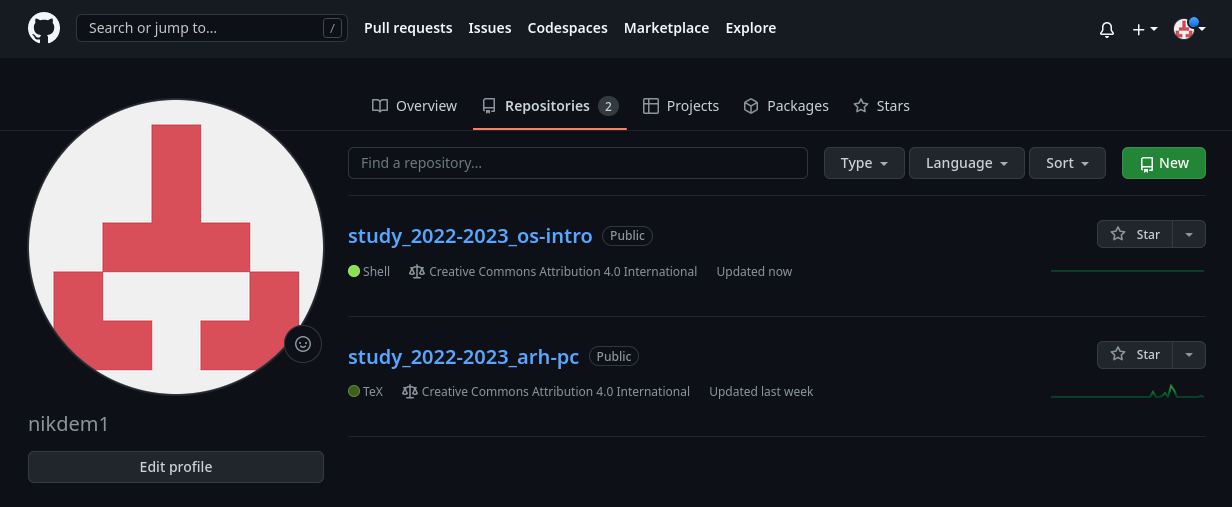 Search or jump to... / Pull requests Issues Codespaces Marketplace Explore
Overview Repositories 2 Projects Packages Stars
Find a repository... Type Language Sort New
study_2022-2023_os-intro Public Star
Shell Creative Commons Attribution 4.0 International Updated now
study_2022-2023_arh-pc Public Star
TeX Creative Commons Attribution 4.0 International Updated last week
nikdem1
Edit profile